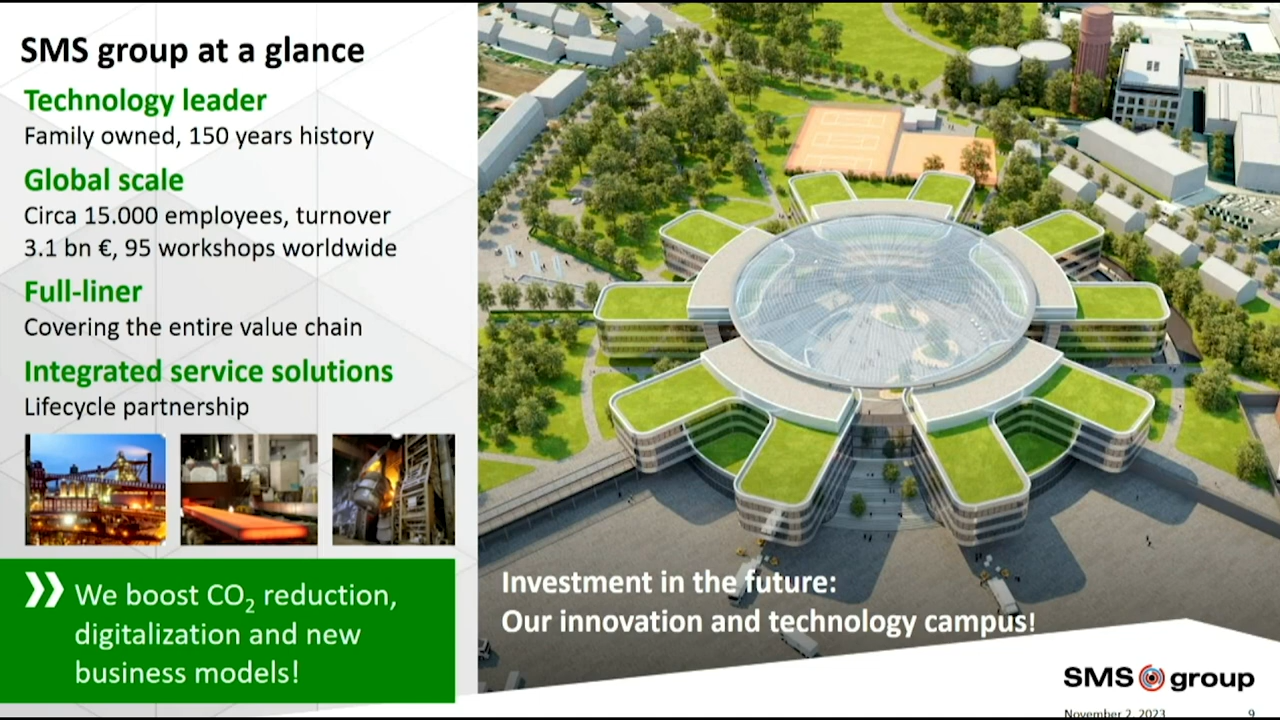 SMS group at a glance
Technology leader
Family owned, 150 years history
Global scale
Circa 15.000 employees, turnover
3.1 bn €, 95 workshops worldwide
Full-liner
Covering the entire value chain
Integrated service solutions
Lifecycle partnership
We boost CO₂ reduction,
digitalization and new
business models!
Investment in the future:
Our innovation and technology campus!
SMS group
November 2, 2023
9